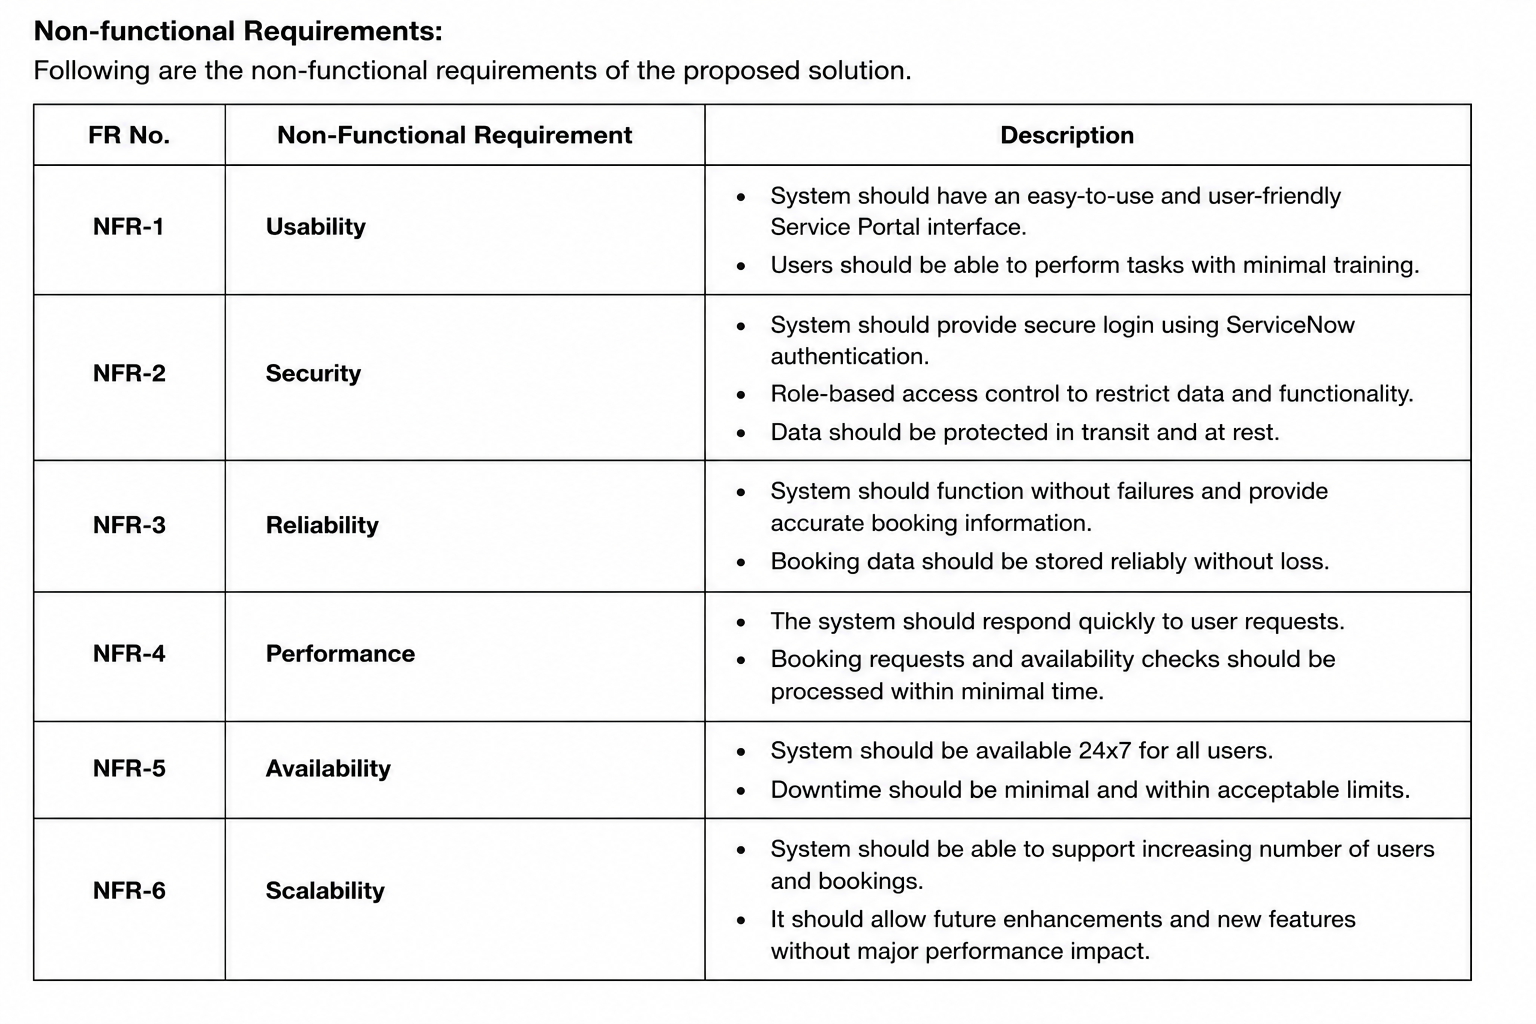 Non-functional Requirements:
Following are the non-functional requirements of the proposed solution.
FR No.
Non-Functional Requirement
Description
NFR-1
Usability
• System should have an easy-to-use and user-friendly
Service Portal interface.
• Users should be able to perform tasks with minimal training.
NFR-2
Security
• System should provide secure login using ServiceNow
authentication.
• Role-based access control to restrict data and functionality.
• Data should be protected in transit and at rest.
NFR-3
Reliability
• System should function without failures and provide
accurate booking information.
• Booking data should be stored reliably without loss.
NFR-4
Performance
• The system should respond quickly to user requests.
• Booking requests and availability checks should be
processed within minimal time.
NFR-5
Availability
• System should be available 24x7 for all users.
• Downtime should be minimal and within acceptable limits.
NFR-6
Scalability
• System should be able to support increasing number of users
and bookings.
• It should allow future enhancements and new features
without major performance impact.